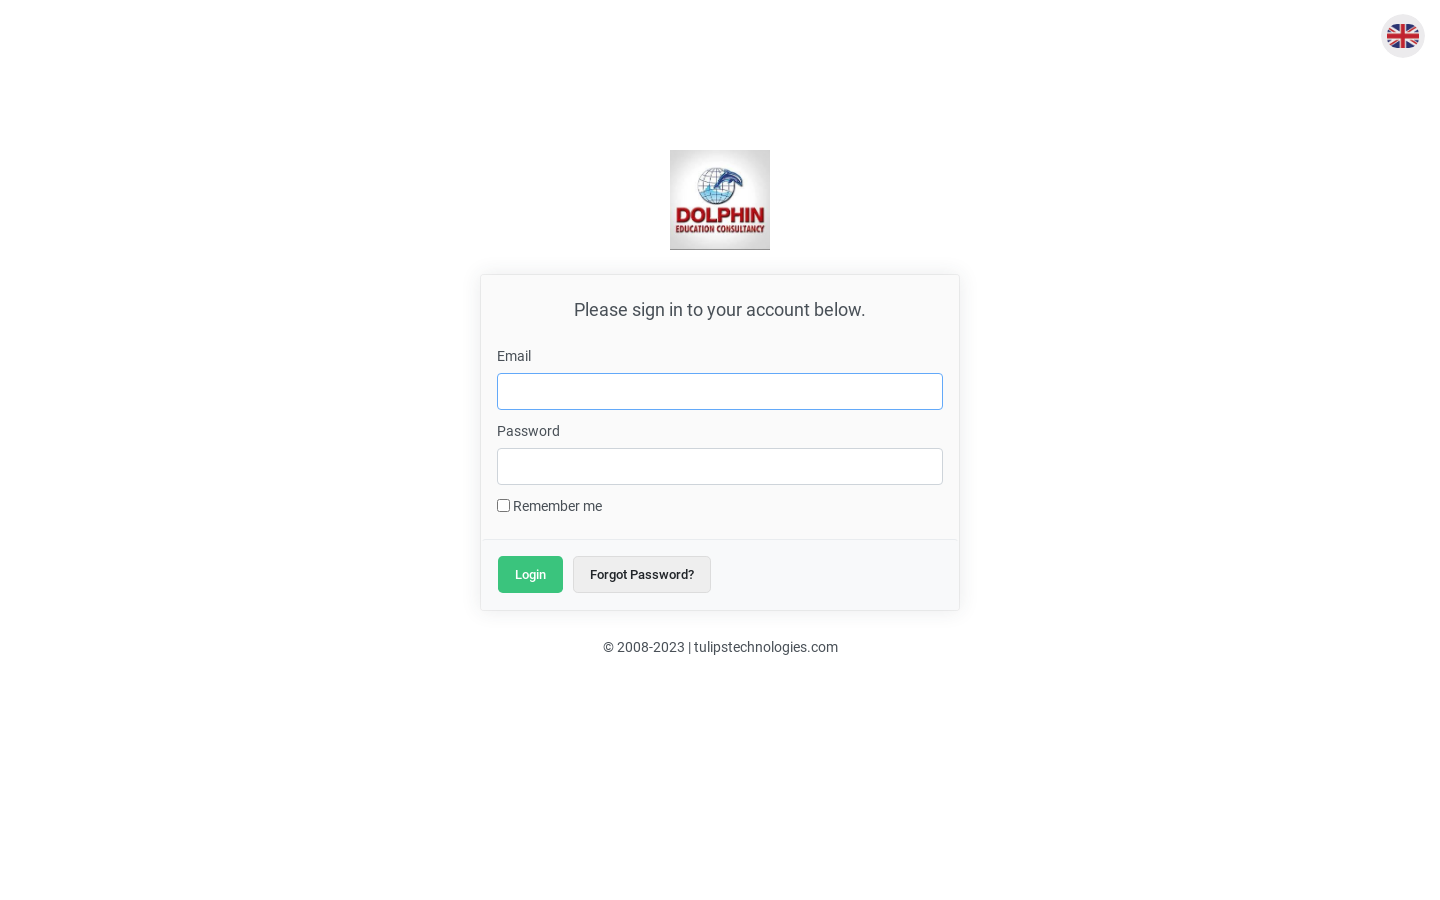 DOLPHIN
EDUCATION CONSULTANCY
Please sign in to your account below.
Email
Password
Remember me
Login
Forgot Password?
© 2008-2023 | tulipstechnologies.com